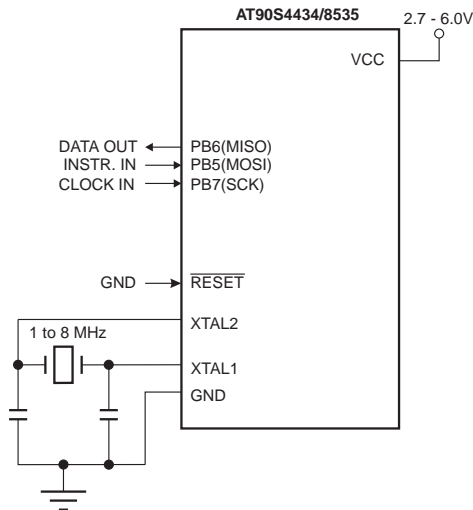 AT90S4434/8535
2.7 - 6.0V
VCC
DATA OUT PB6(MISO)
INSTR. IN PB5(MOSI)
CLOCK IN PB7(SCK)
GND RESET
XTAL2
1 to 8 MHz
XTAL1
GND